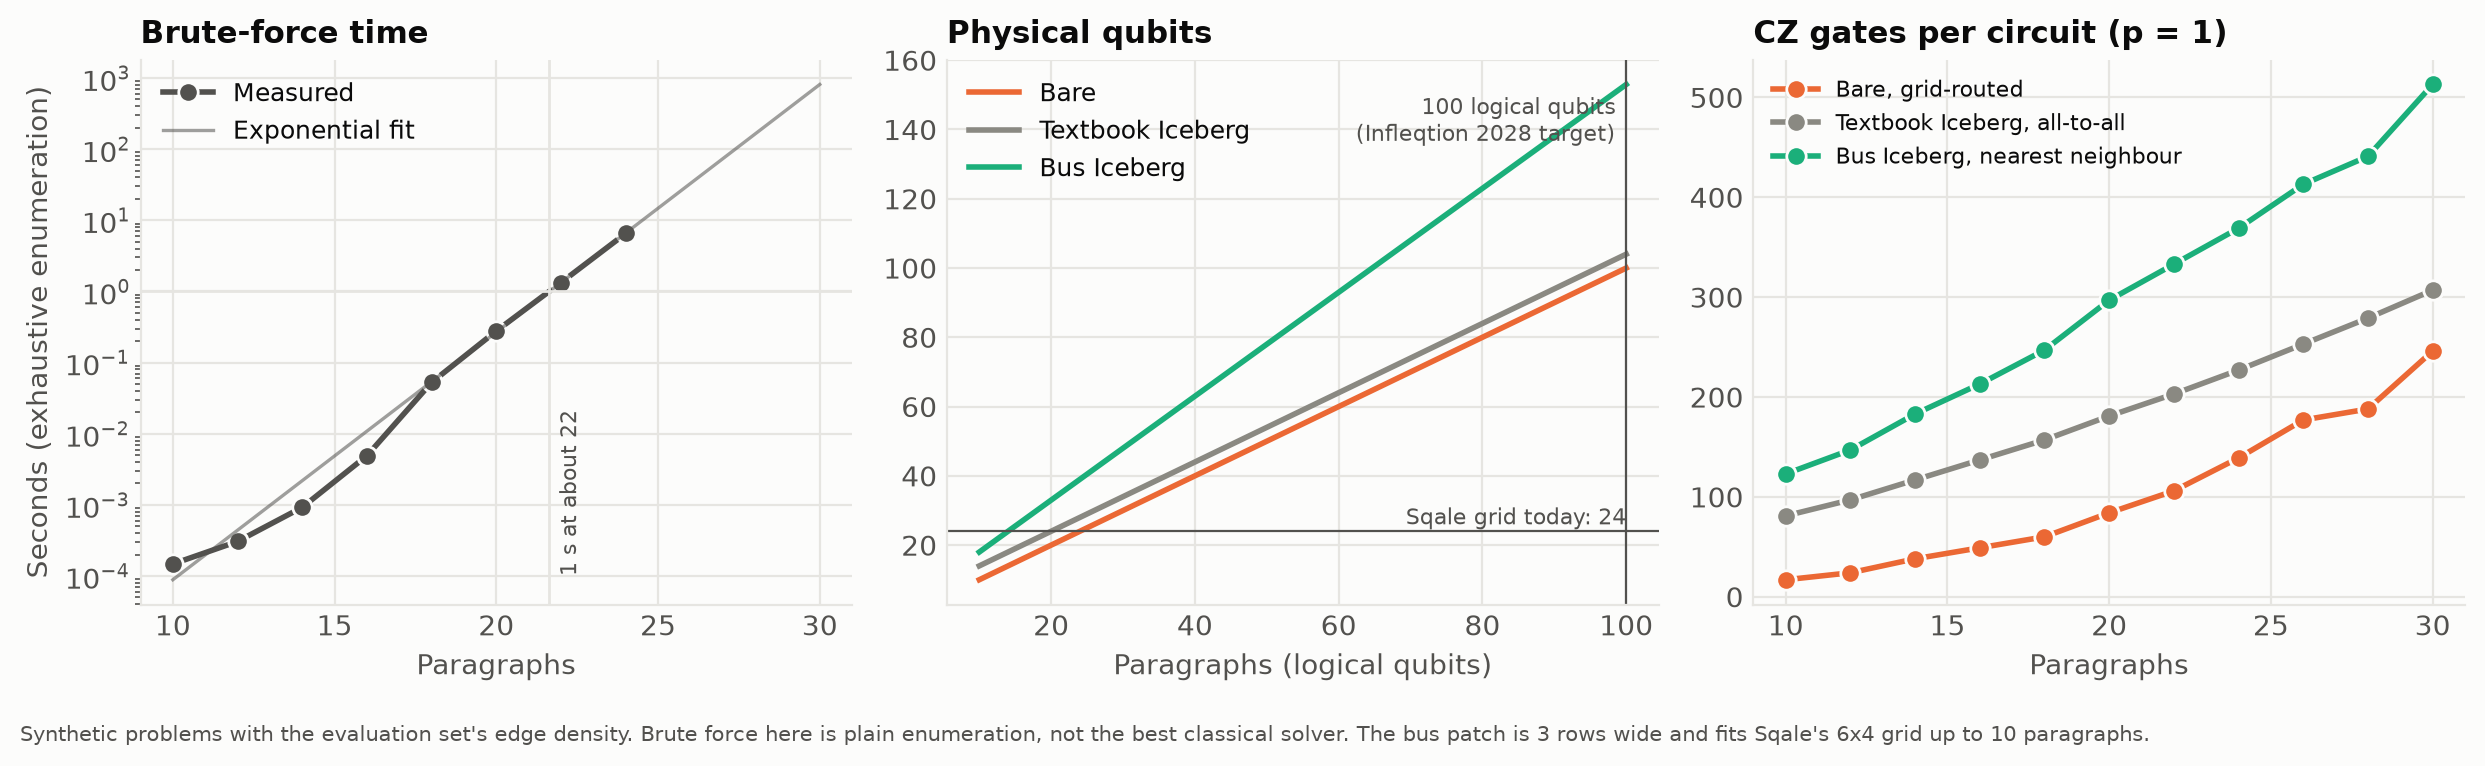 Brute-force time
Seconds (exhaustive enumeration)
10³
10²
10¹
10⁰
10⁻¹
10⁻²
10⁻³
10⁻⁴
Measured
Exponential fit
1 s at about 22
10 15 20 25 30
Paragraphs
Physical qubits
160
140
120
100
80
60
40
20
Bare
Textbook Iceberg
Bus Iceberg
100 logical qubits
(Infleqtion 2028 target)
Sqale grid today: 24
20 40 60 80 100
Paragraphs (logical qubits)
CZ gates per circuit (p = 1)
500
400
300
200
100
0
Bare, grid-routed
Textbook Iceberg, all-to-all
Bus Iceberg, nearest neighbour
10 15 20 25 30
Paragraphs
Synthetic problems with the evaluation set's edge density. Brute force here is plain enumeration, not the best classical solver. The bus patch is 3 rows wide and fits Sqale's 6x4 grid up to 10 paragraphs.